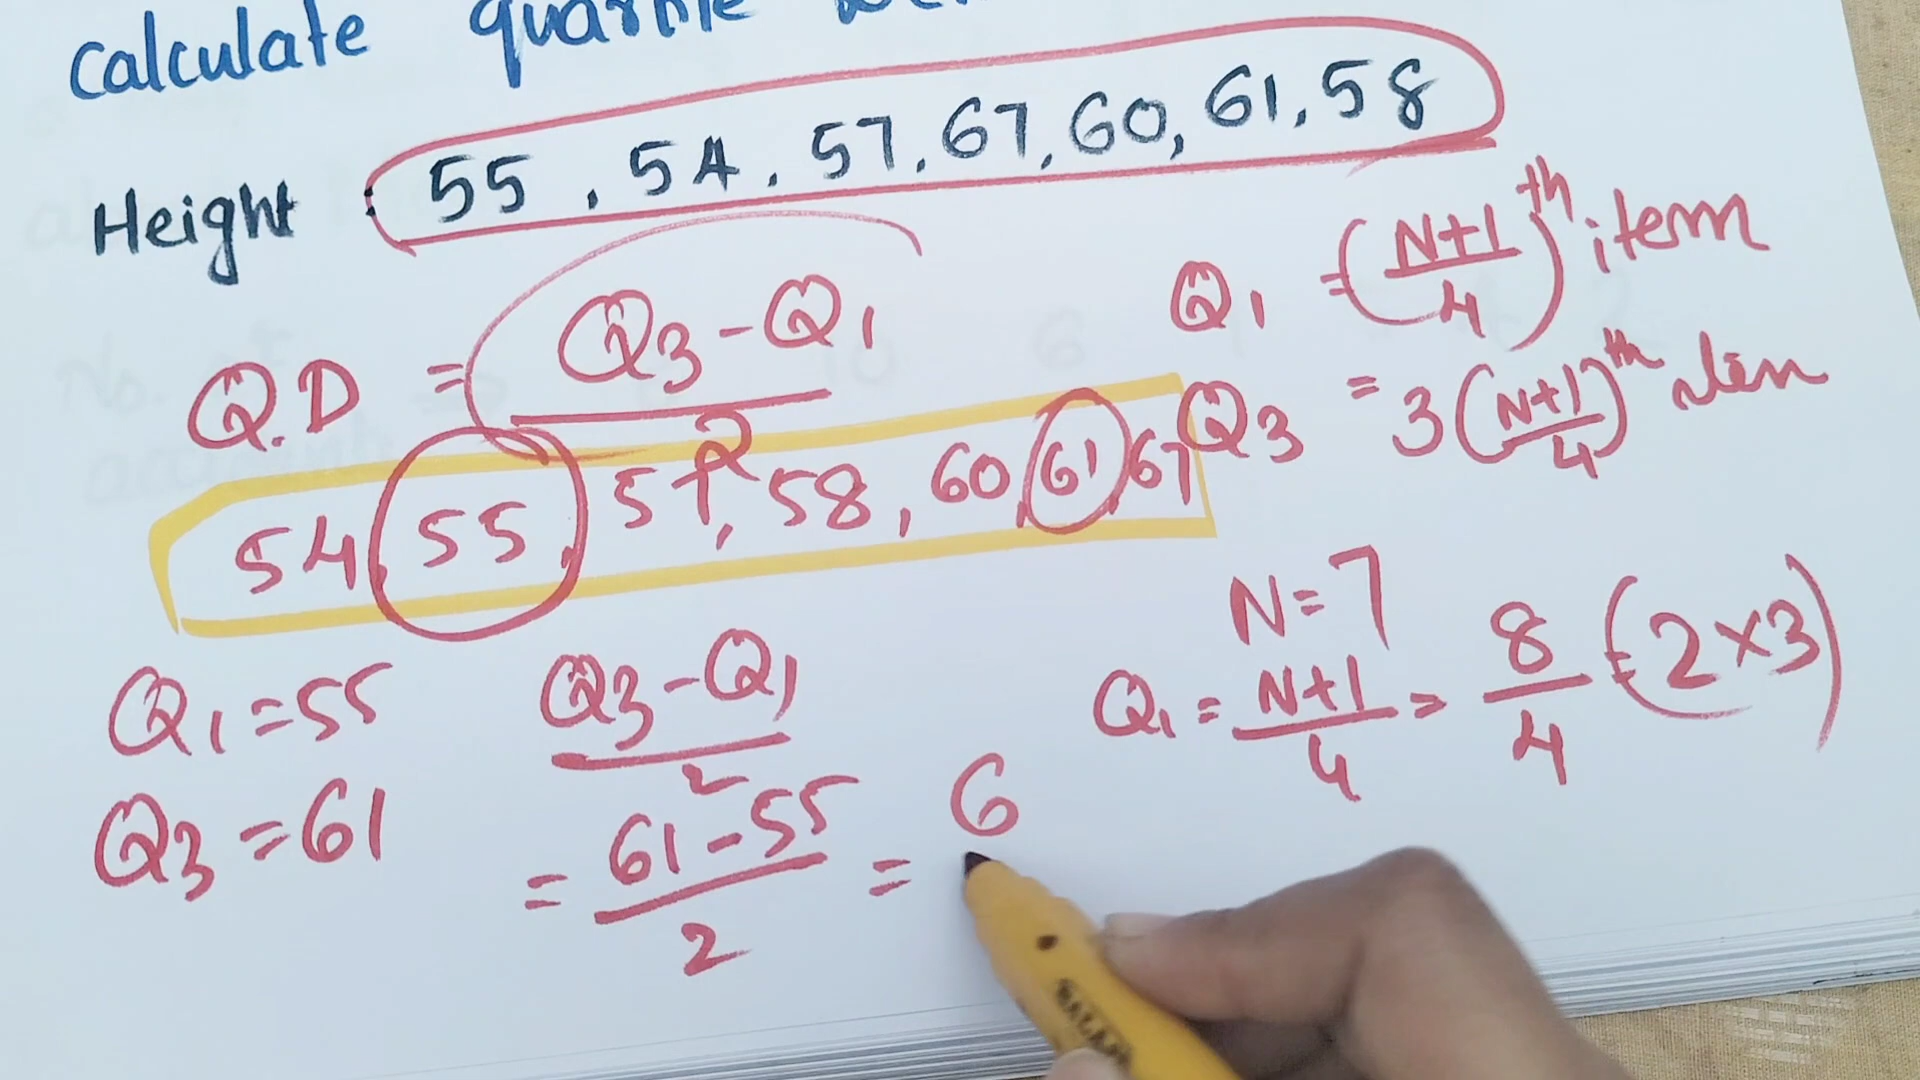 calculate quartile
Height : 55, 54, 57, 67, 60, 61, 58
Q.D = Q3 - Q1
2
Q1 = (N+1
4)th item
Q3 = 3(N+1
4)th item
54, 55, 57, 58, 60, 61, 67
N=7
Q1 = N+1
4 = 8
4 = (2×3)
Q1 = 55
Q3 = 61
Q3 - Q1
2
= 61 - 55
2 = 6